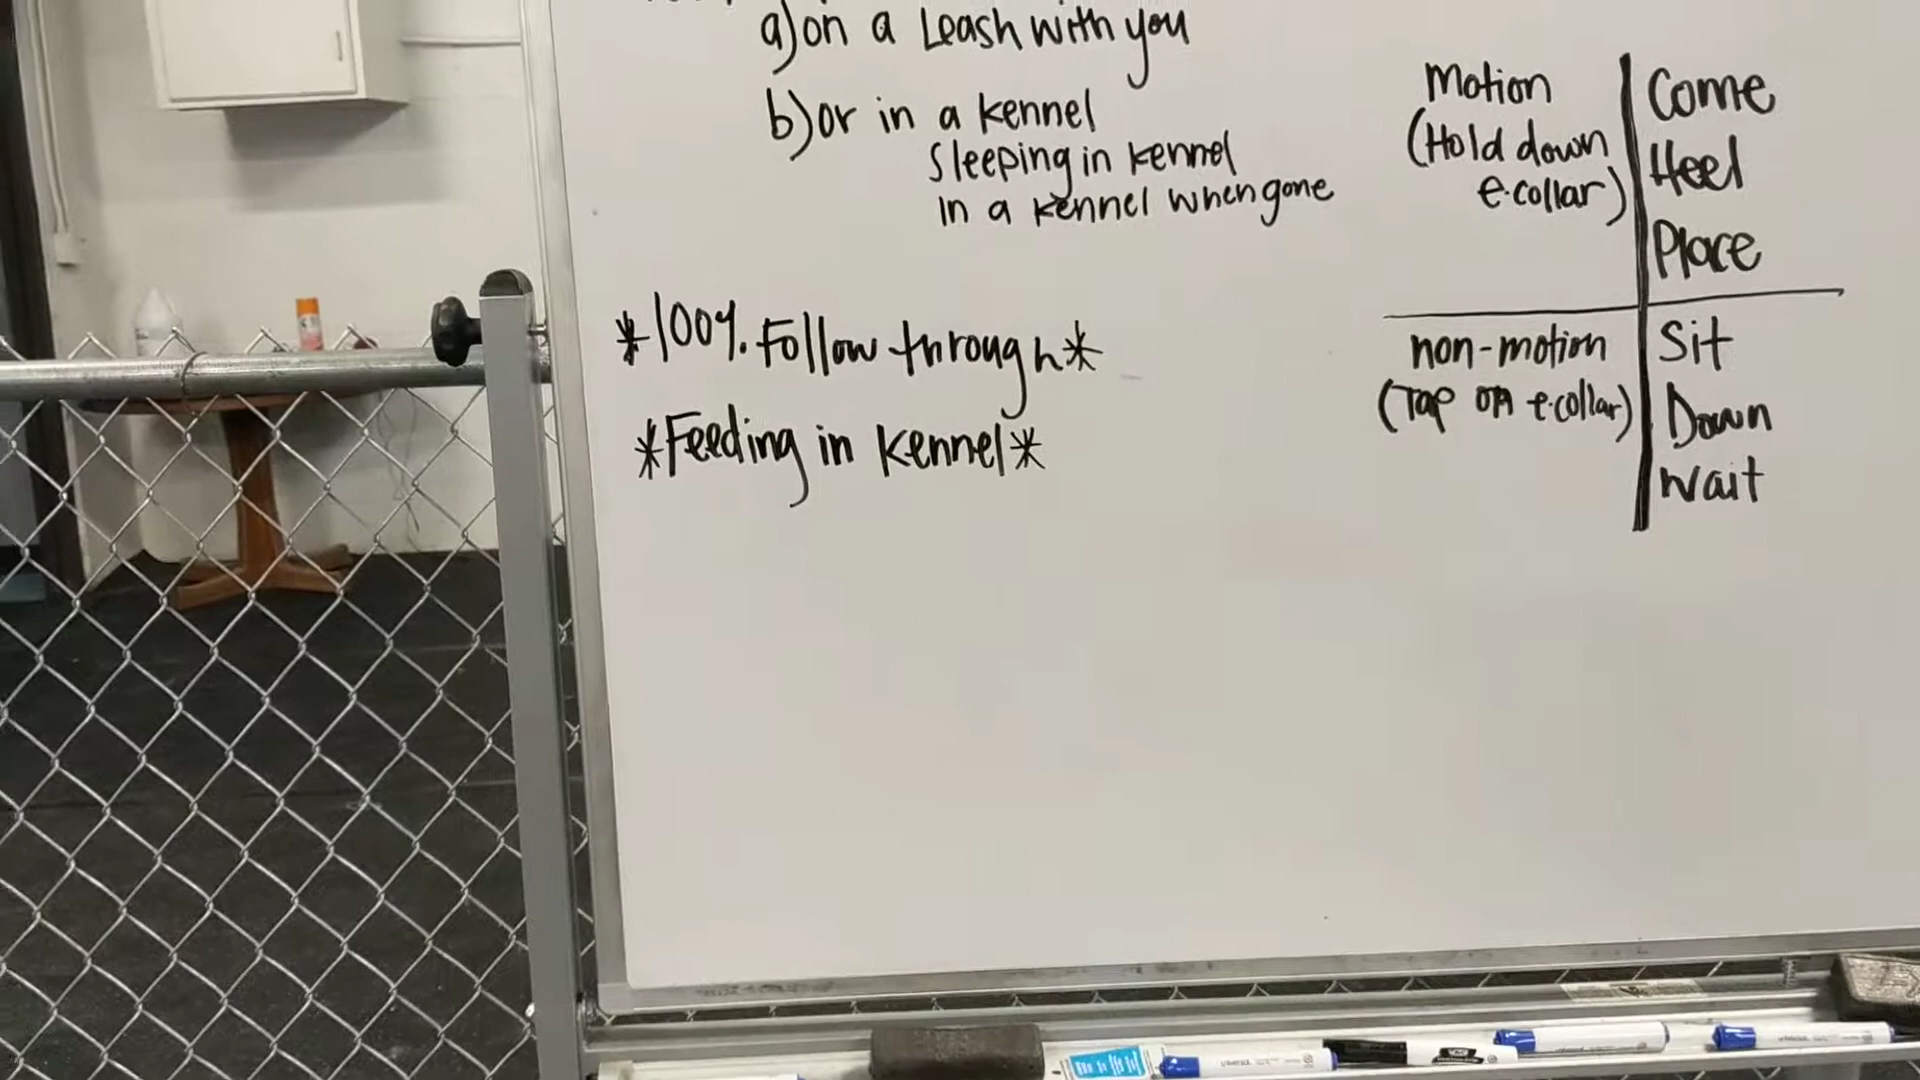 a) on a Leash with you
b) or in a kennel
sleeping in kennel
in a kennel when gone
*100%. Follow through*
*Feeding in kennel*
Motion
(Hold down
e.collar)
Come
Heel
Place
non-motion
(Tap on e.collar)
Sit
Down
Wait